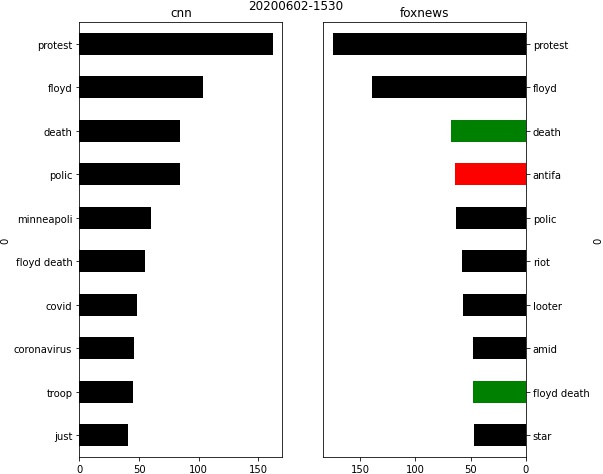 20200602-1530
cnn
foxnews
protest
floyd
death
polic
minneapoli
floyd death
covid
coronavirus
troop
just
0
0 50 100 150
protest
floyd
death
antifa
polic
riot
looter
amid
floyd death
star
0
150 100 50 0